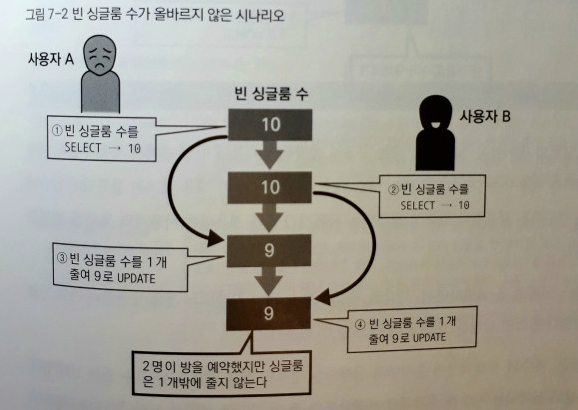 그림 7-2 빈 싱글룸 수가 올바르지 않은 시나리오
사용자 A
빈 싱글룸 수
10
사용자 B
① 빈 싱글룸 수를
SELECT → 10
10
② 빈 싱글룸 수를
SELECT → 10
9
③ 빈 싱글룸 수를 1개
줄여 9로 UPDATE
9
④ 빈 싱글룸 수를 1개
줄여 9로 UPDATE
2명이 방을 예약했지만 싱글룸
은 1개밖에 줄지 않는다